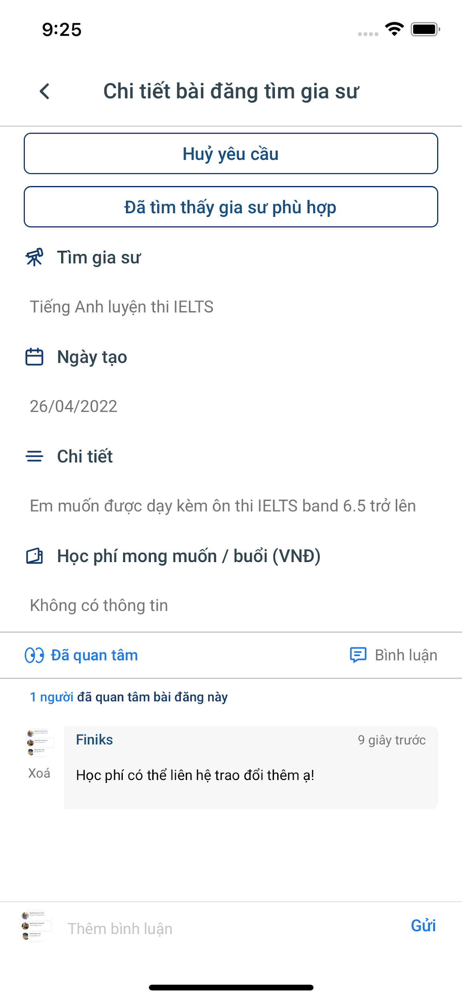 9:25
Chi tiết bài đăng tìm gia sư
Huỷ yêu cầu
Đã tìm thấy gia sư phù hợp
Tìm gia sư
Tiếng Anh luyện thi IELTS
Ngày tạo
26/04/2022
Chi tiết
Em muốn được dạy kèm ôn thi IELTS band 6.5 trở lên
Học phí mong muốn / buổi (VNĐ)
Không có thông tin
Đã quan tâm
Bình luận
1 người đã quan tâm bài đăng này
Finiks
9 giây trước
Xoá
Học phí có thể liên hệ trao đổi thêm ạ!
Thêm bình luận
Gửi